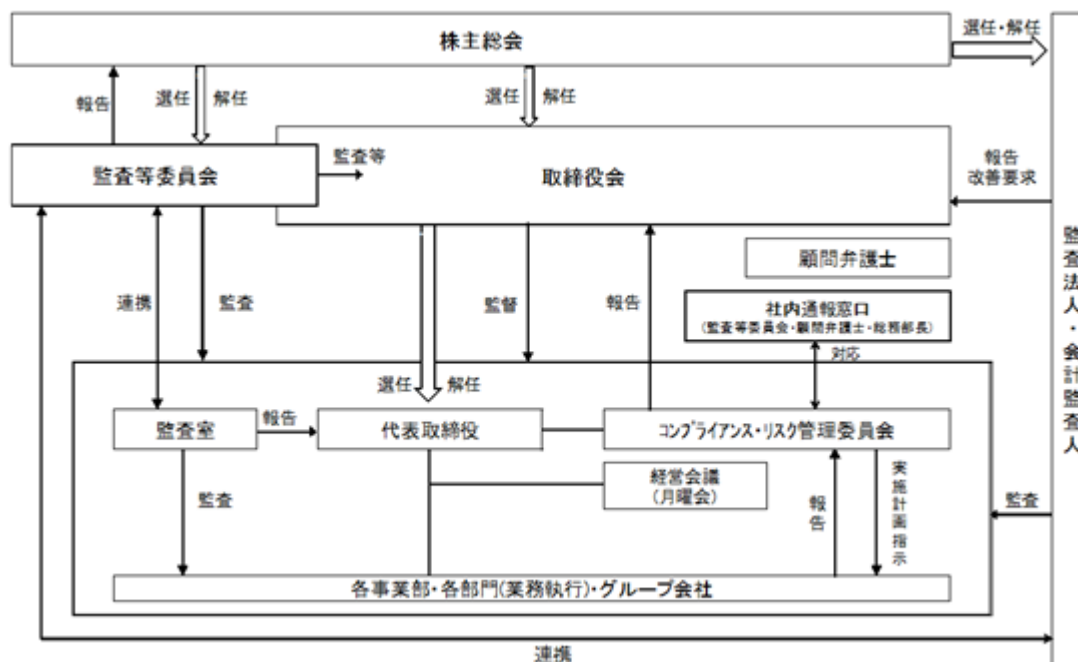 株主総会
選任・解任
報告
選任
解任
選任
解任
監査等委員会
監査等
取締役会
報告
改善要求
監査法人・会計監査人
顧問弁護士
社内通報窓口
(監査等委員会・顧問弁護士・総務部長)
連携
監査
監督
報告
対応
選任
解任
監査室
報告
代表取締役
コンプライアンス・リスク管理委員会
経営会議
(月曜会)
監査
報告
実施計画指示
監査
各事業部・各部門(業務執行)・グループ会社
連携